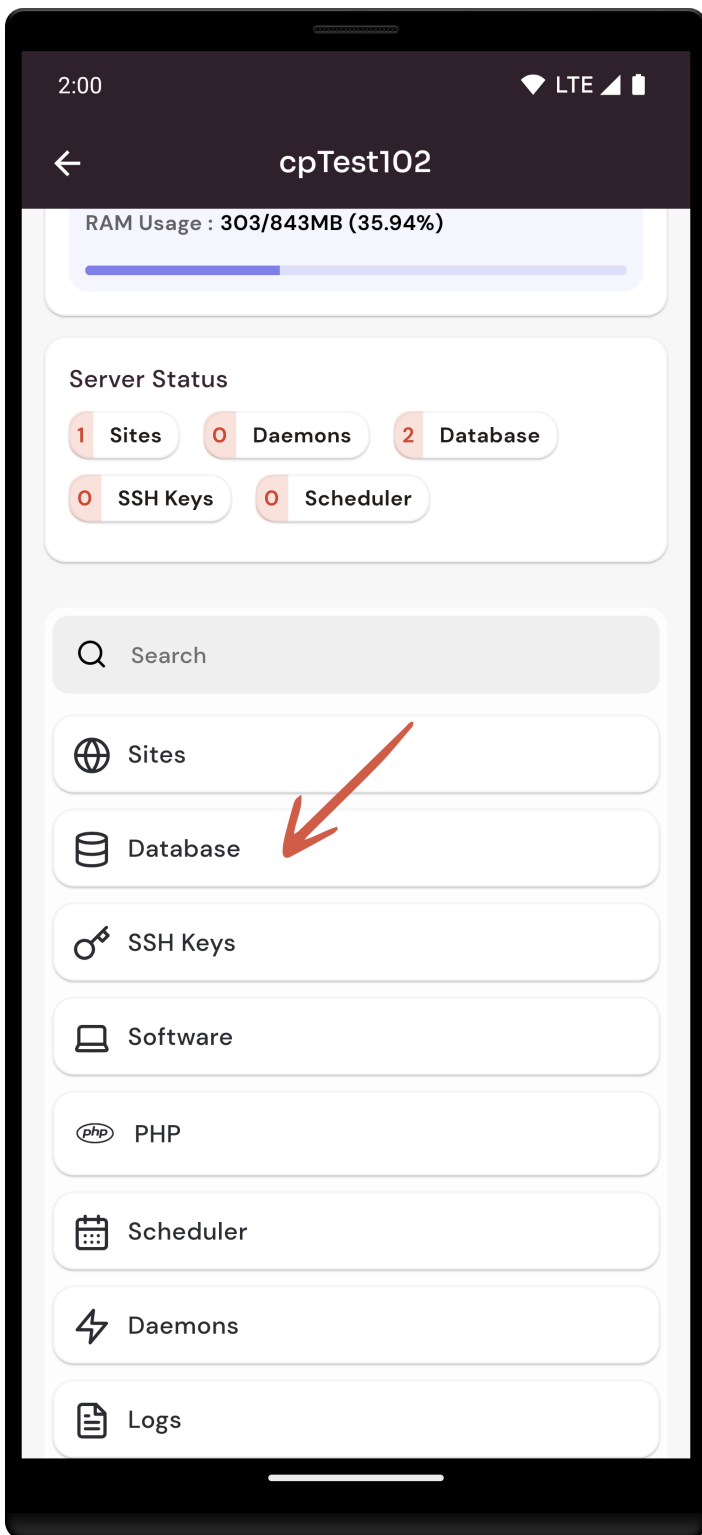 2:00 LTE
cpTest102
RAM Usage : 303/843MB (35.94%)
Server Status
1 Sites 0 Daemons 2 Database
0 SSH Keys 0 Scheduler
Search
Sites
Database
SSH Keys
Software
php PHP
Scheduler
Daemons
Logs